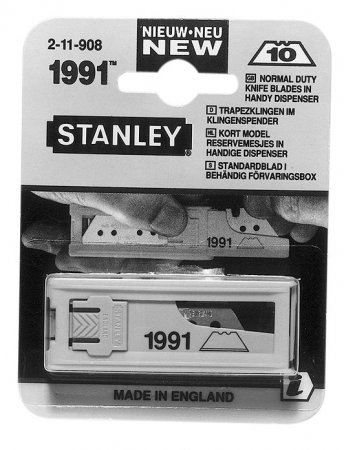 NIEUW•NEU
NEW
2-11-908
1991™
10
GB NORMAL DUTY
KNIFE BLADES IN
HANDY DISPENSER
D TRAPEZKLINGEN IM
KLINGENSPENDER
NL KORT MODEL
RESERVEMESJES IN
HANDIGE DISPENSER
S STANDARDBLAD I
BEHÄNDIG FÖRVARINGSBOX
STANLEY®
1991
STANLEY
1991
MADE IN ENGLAND
i